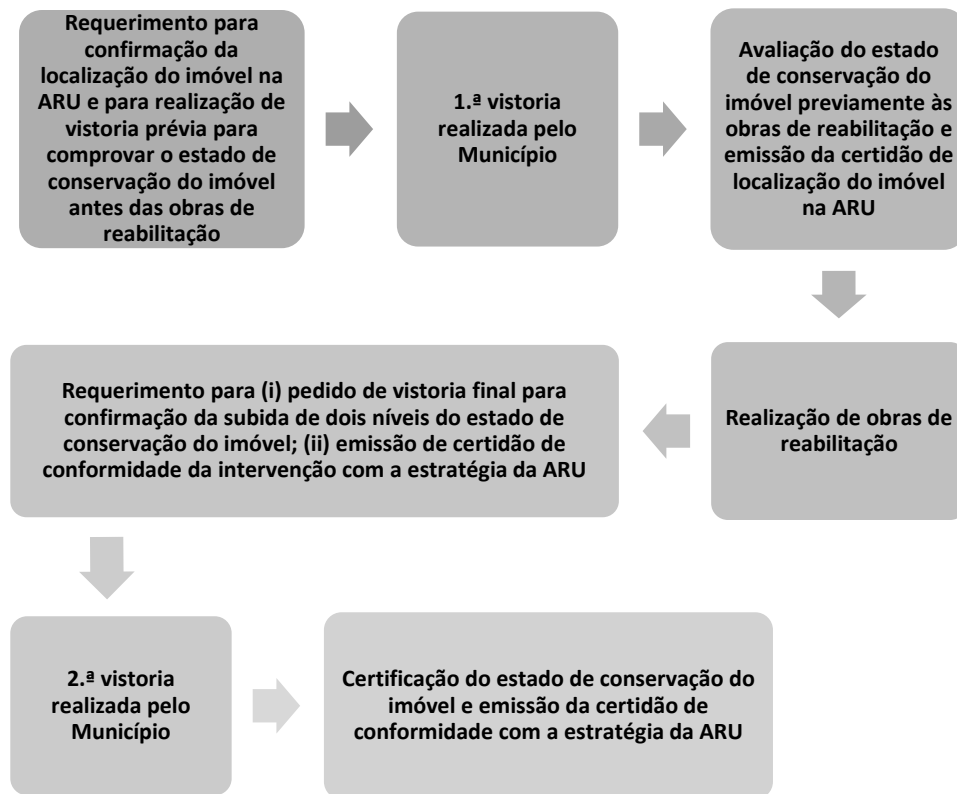 Requerimento para
confirmação da
localização do imóvel na
ARU e para realização de
vistoria prévia para
comprovar o estado de
conservação do imóvel
antes das obras de
reabilitação
1.ª vistoria
realizada pelo
Município
Avaliação do estado
de conservação do
imóvel previamente às
obras de reabilitação e
emissão da certidão de
localização do imóvel
na ARU
Realização de obras de
reabilitação
Requerimento para (i) pedido de vistoria final para
confirmação da subida de dois níveis do estado de
conservação do imóvel; (ii) emissão de certidão de
conformidade da intervenção com a estratégia da ARU
2.ª vistoria
realizada pelo
Município
Certificação do estado de conservação do
imóvel e emissão da certidão de
conformidade com a estratégia da ARU